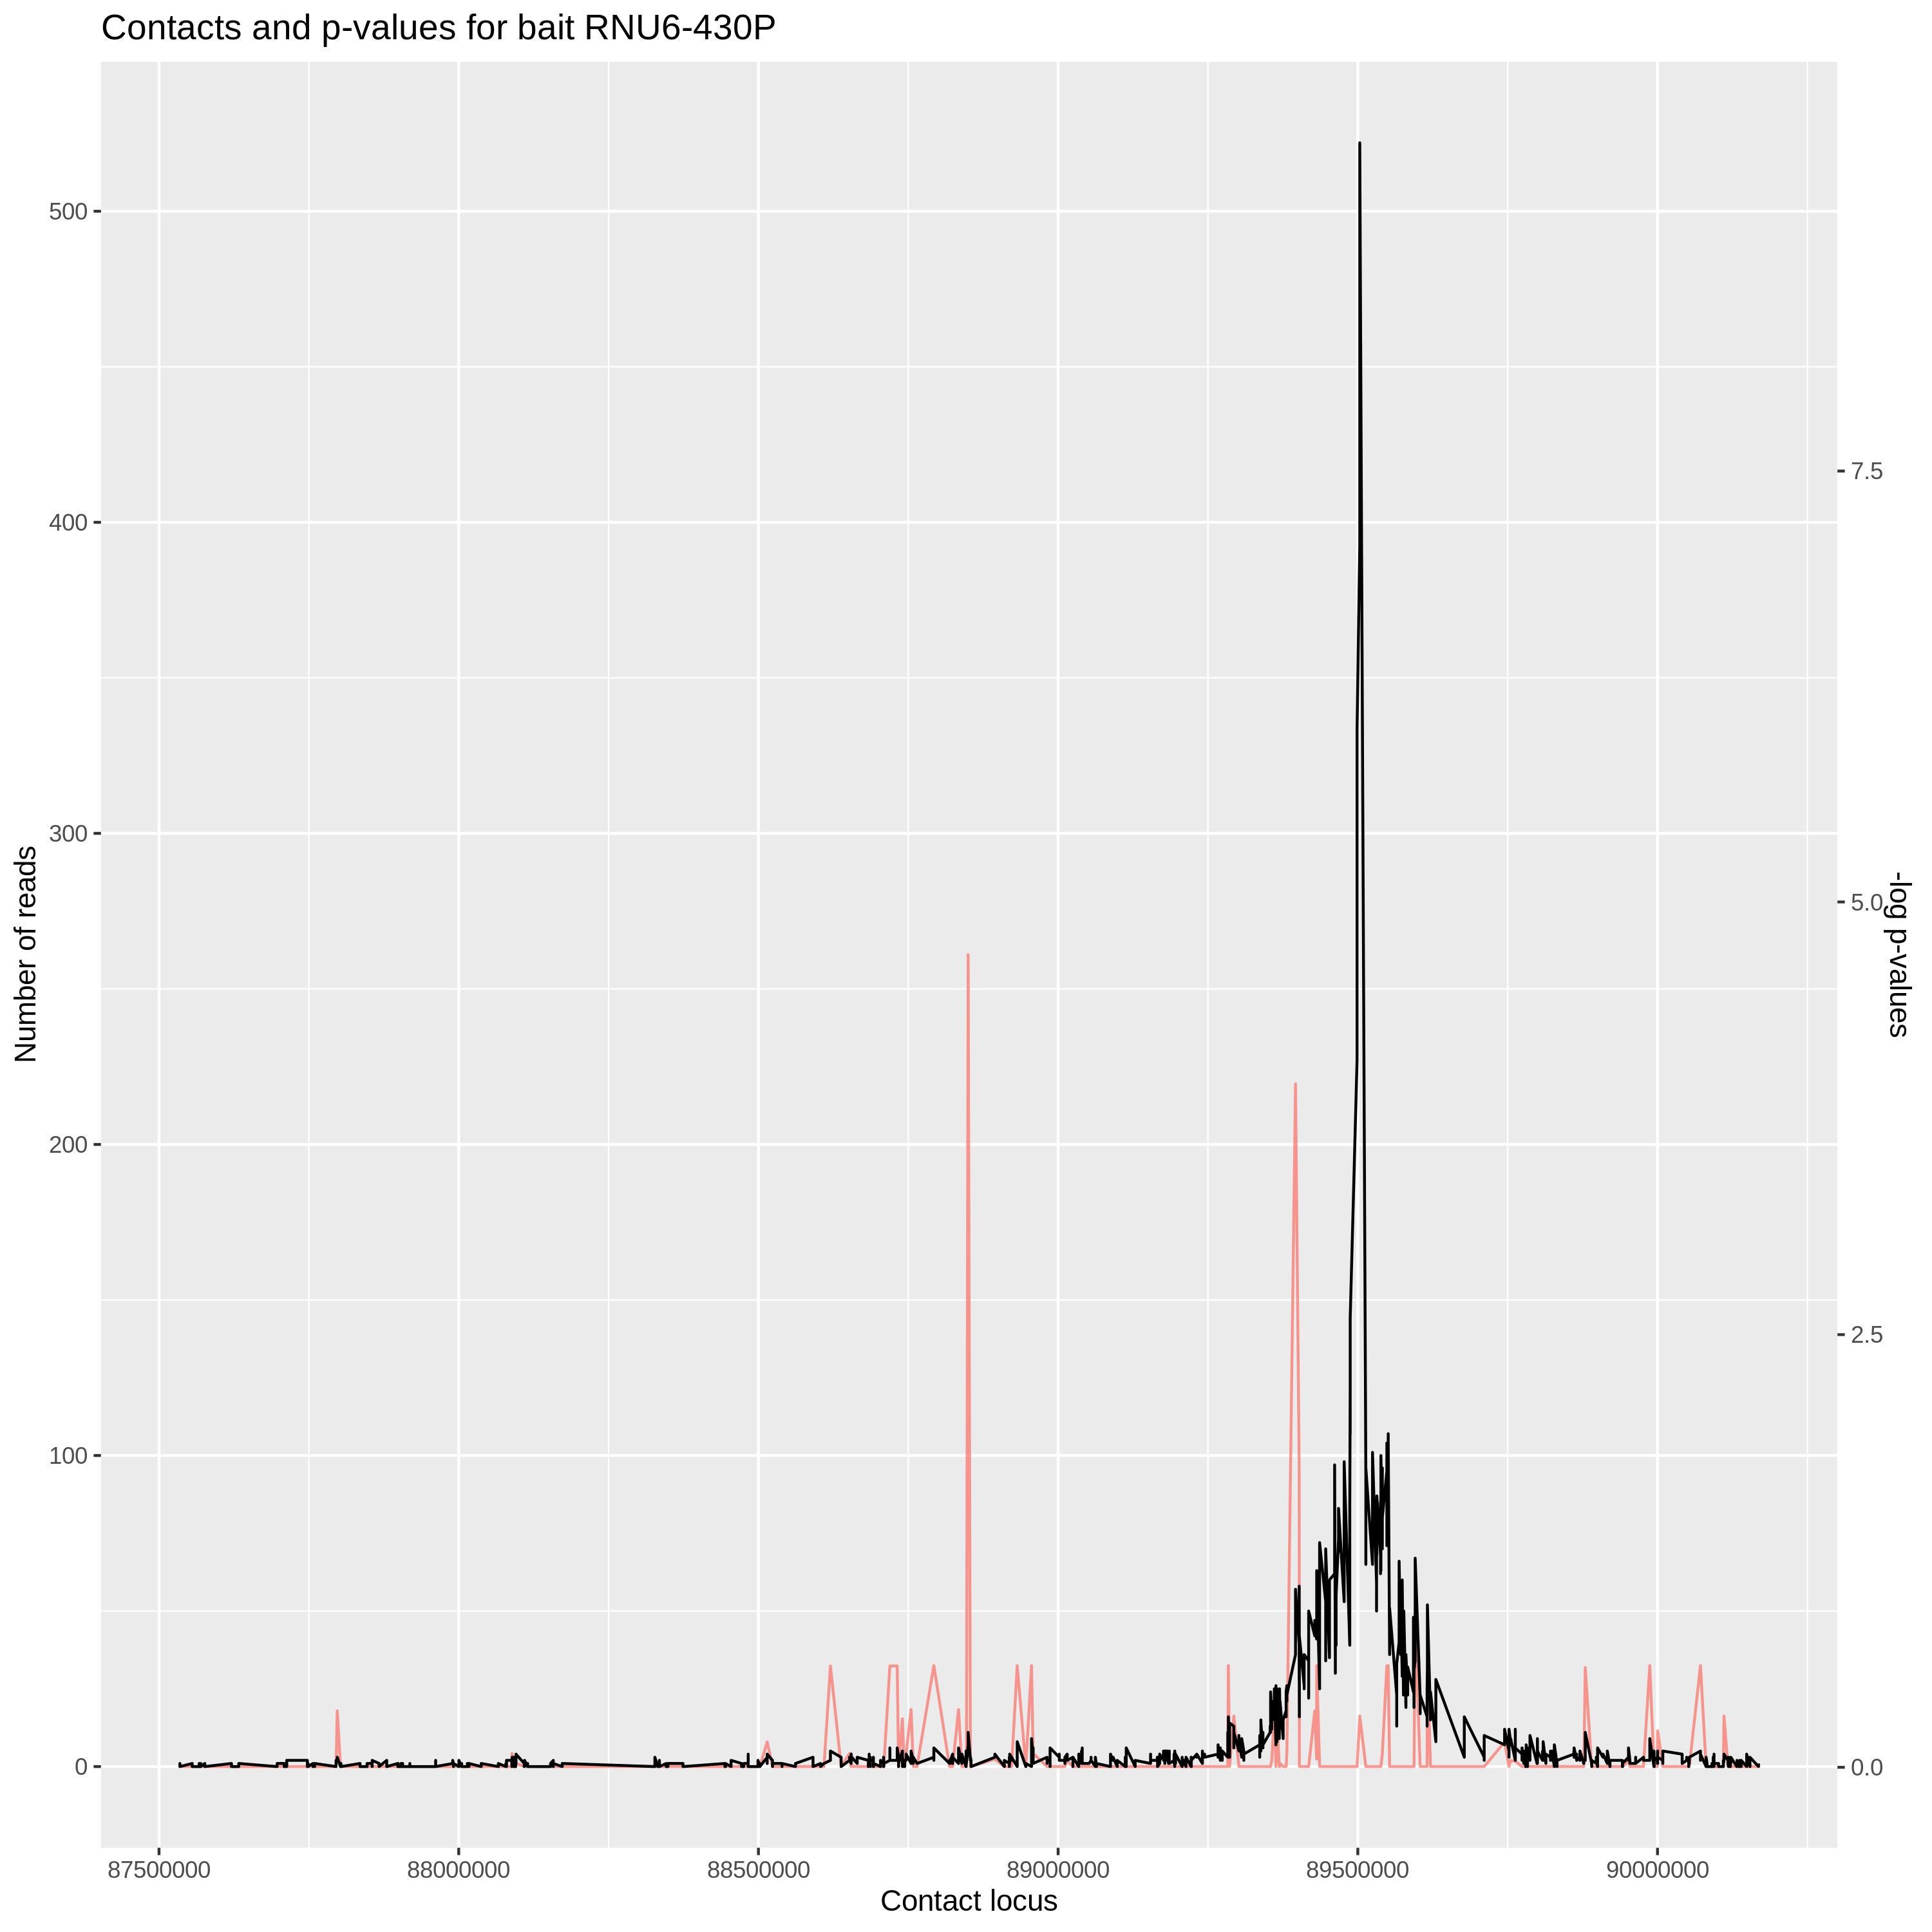 Contacts and p-values for bait RNU6-430P
500
400
300
200
100
0
Number of reads
7.5
5.0
2.5
0.0
-log p-values
87500000 88000000 88500000 89000000 89500000 90000000
Contact locus